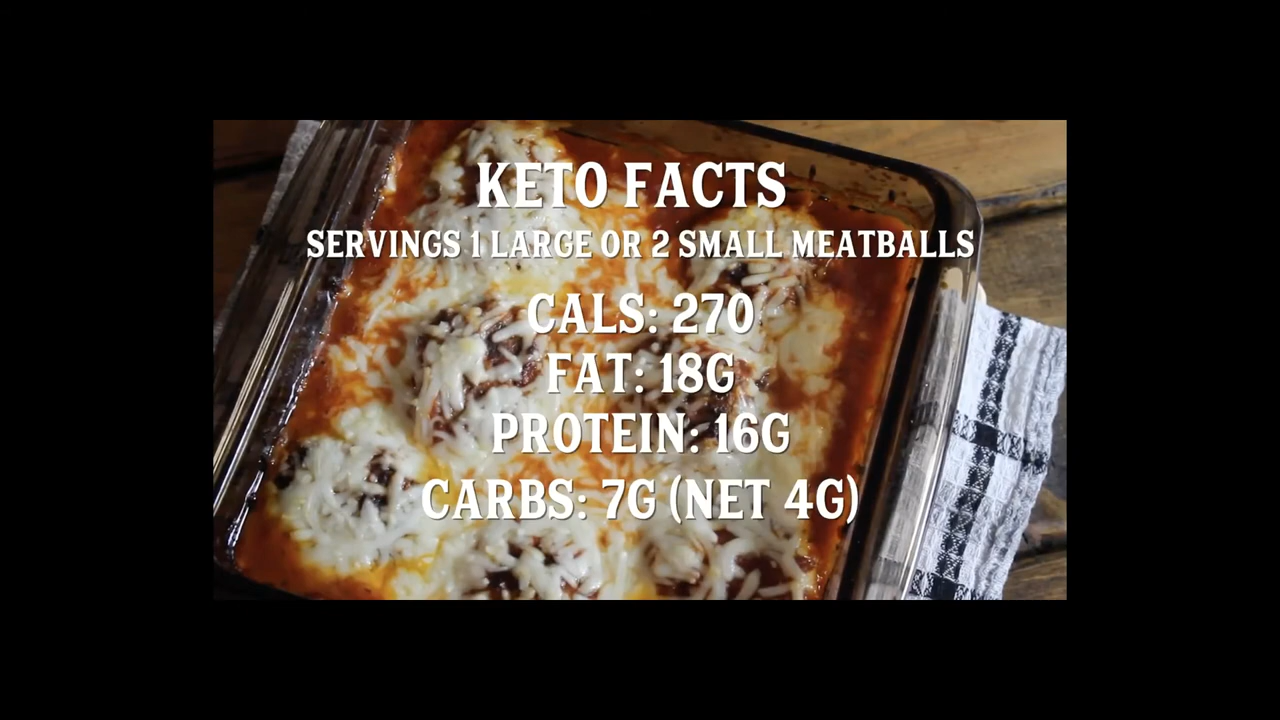 KETO FACTS
SERVINGS 1 LARGE OR 2 SMALL MEATBALLS
CALS: 270
FAT: 18G
PROTEIN: 16G
CARBS: 7G (NET 4G)